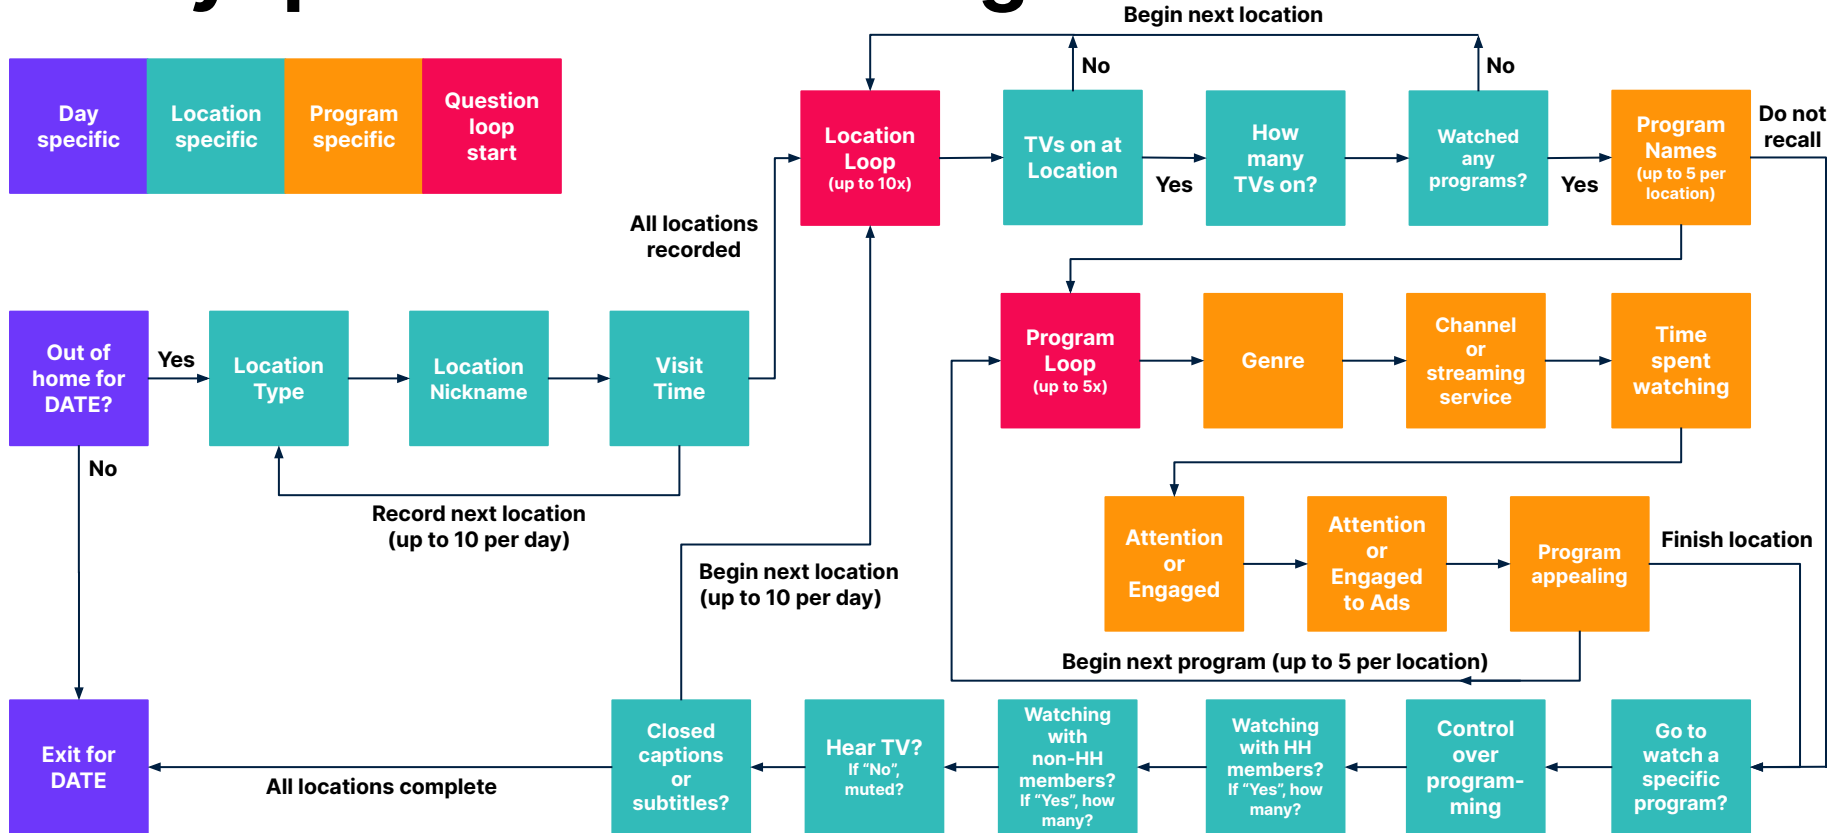 Begin next location
No
No
Day
specific
Location
specific
Program
specific
Question
loop
start
Location
Loop
(up to 10x)
TVs on at
Location
Yes
How
many
TVs on?
Watched
any
programs?
Yes
Program
Names
(up to 5 per
location)
Do not
recall
All locations
recorded
Out of
home for
DATE?
Yes
Location
Type
Location
Nickname
Visit
Time
Program
Loop
(up to 5x)
Genre
Channel
or
streaming
service
Time
spent
watching
No
Record next location
(up to 10 per day)
Begin next location
(up to 10 per day)
Attention
or
Engaged
Attention
or
Engaged
to Ads
Program
appealing
Finish location
Begin next program (up to 5 per location)
Exit for
DATE
All locations complete
Closed
captions
or
subtitles?
Hear TV?
If “No”,
muted?
Watching
with
non-HH
members?
If “Yes”, how
many?
Watching
with HH
members?
If “Yes”, how
many?
Control
over
program-
ming
Go to
watch a
specific
program?